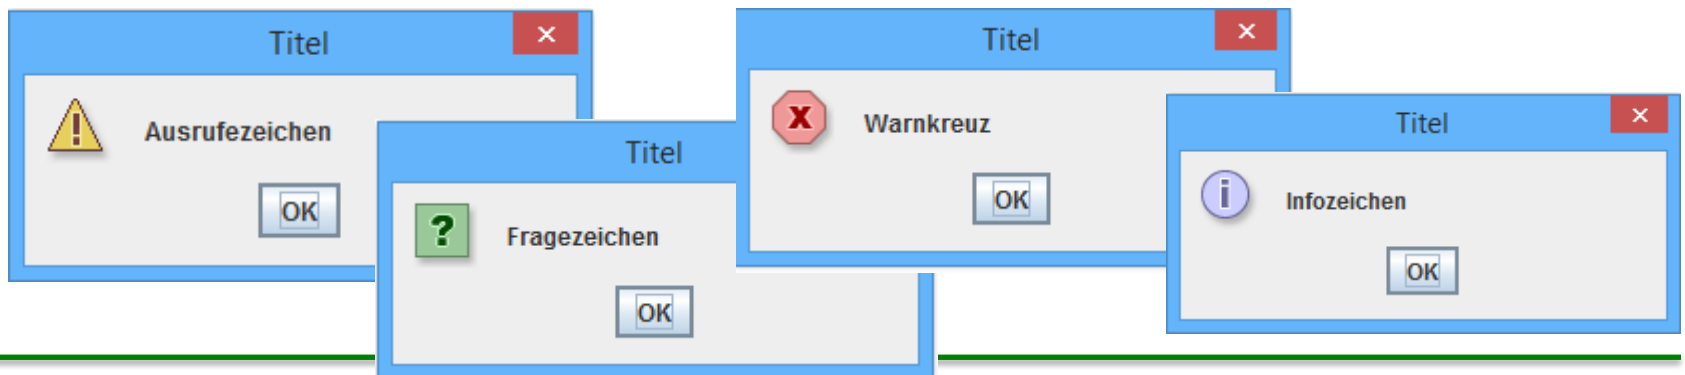 Titel
Ausrufezeichen
OK
Titel
Fragezeichen
OK
Titel
Warnkreuz
OK
Titel
Infozeichen
OK